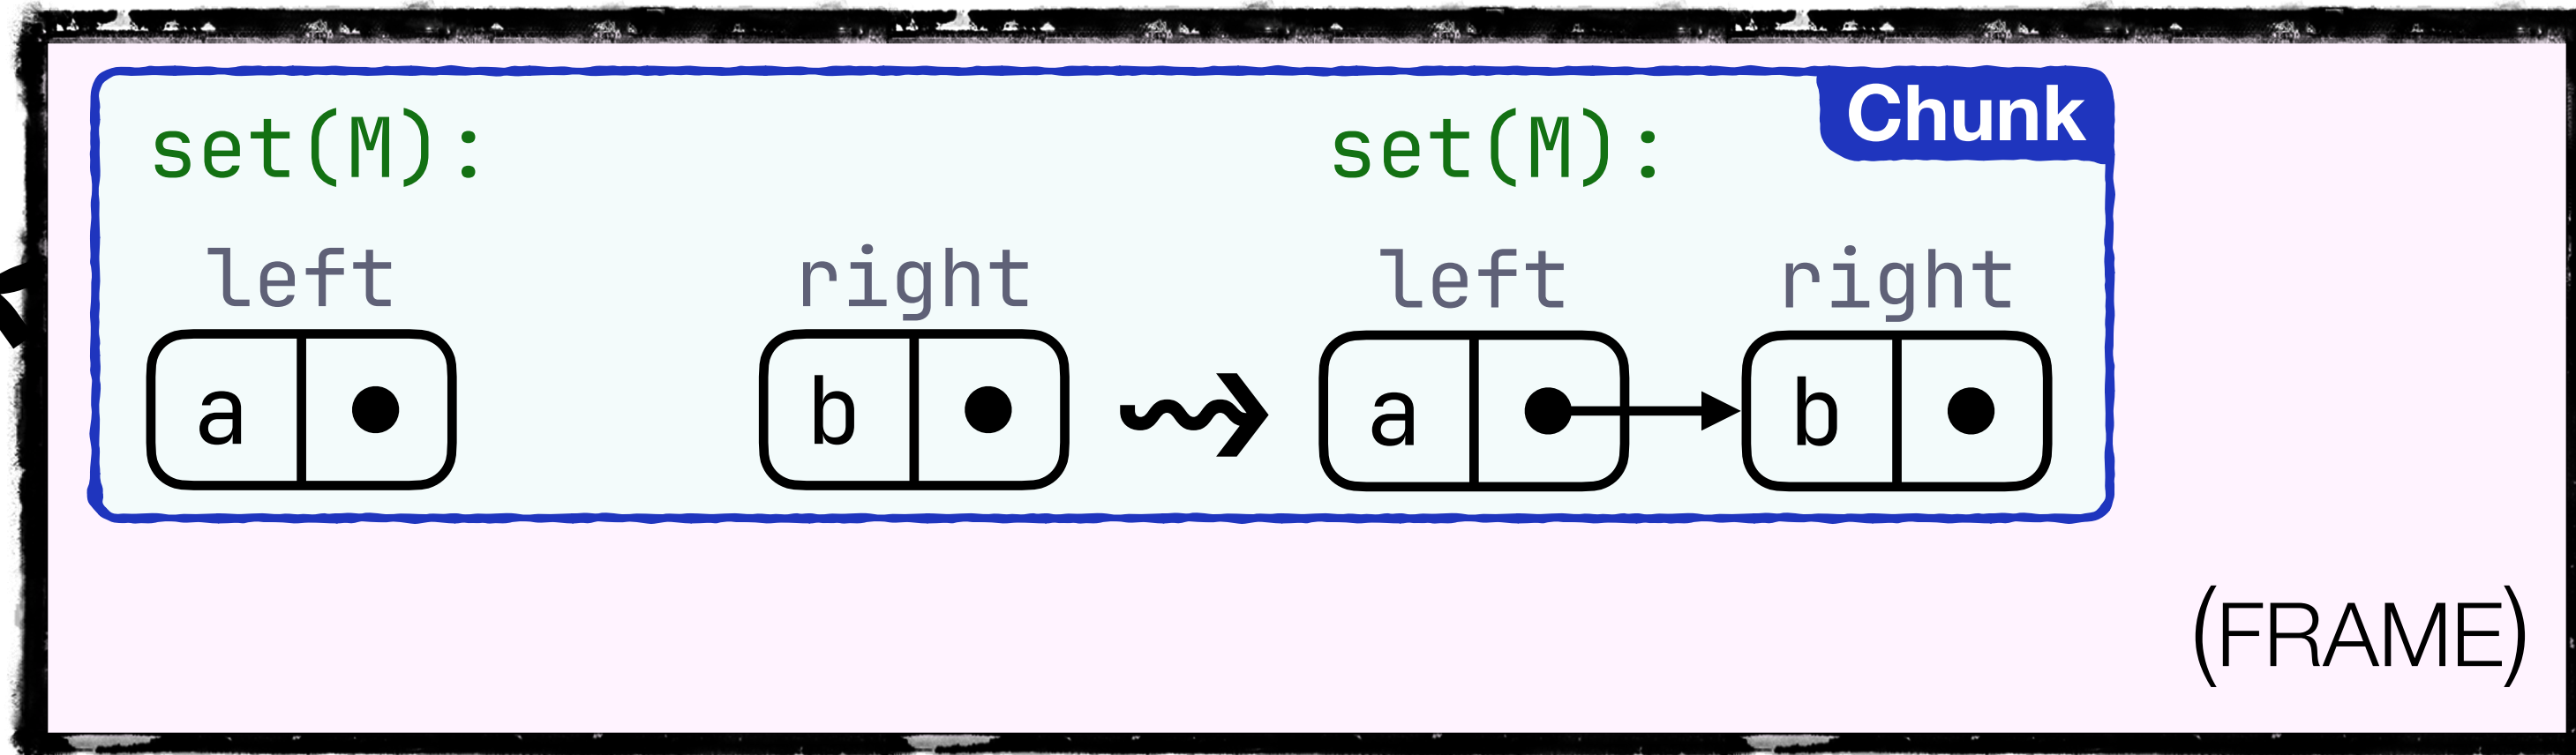 Chunk
set(M): set(M):
left right left right
a b a b
(FRAME)